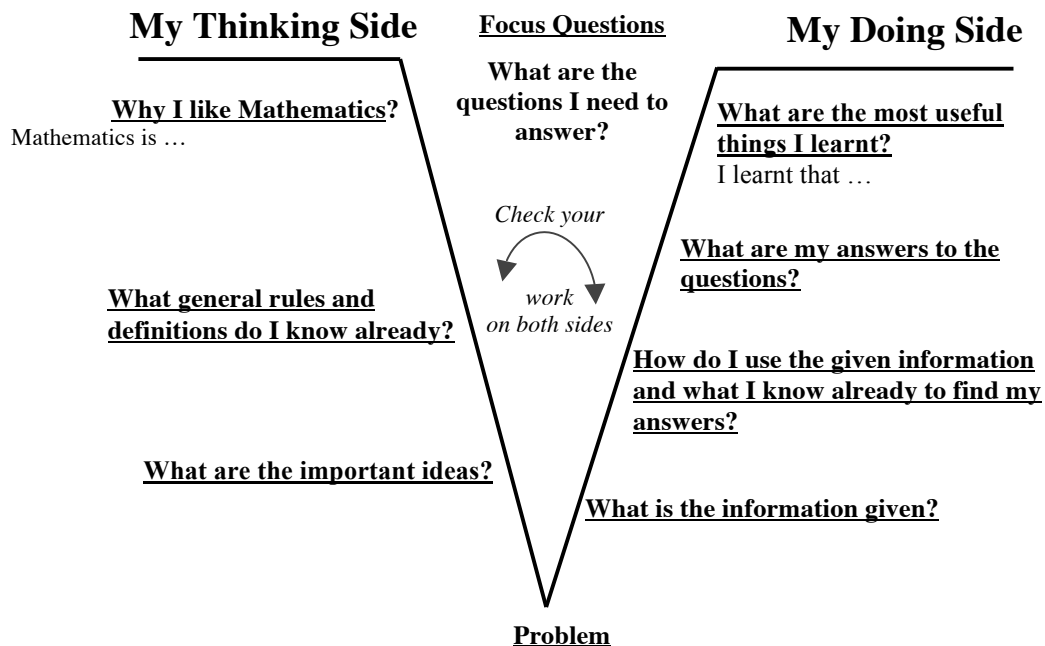 My Thinking Side
Why I like Mathematics?
Mathematics is …
What general rules and
definitions do I know already?
What are the important ideas?
Focus Questions
What are the
questions I need to
answer?
Check your
work
on both sides
My Doing Side
What are the most useful
things I learnt?
I learnt that …
What are my answers to the
questions?
How do I use the given information
and what I know already to find my
answers?
What is the information given?
Problem